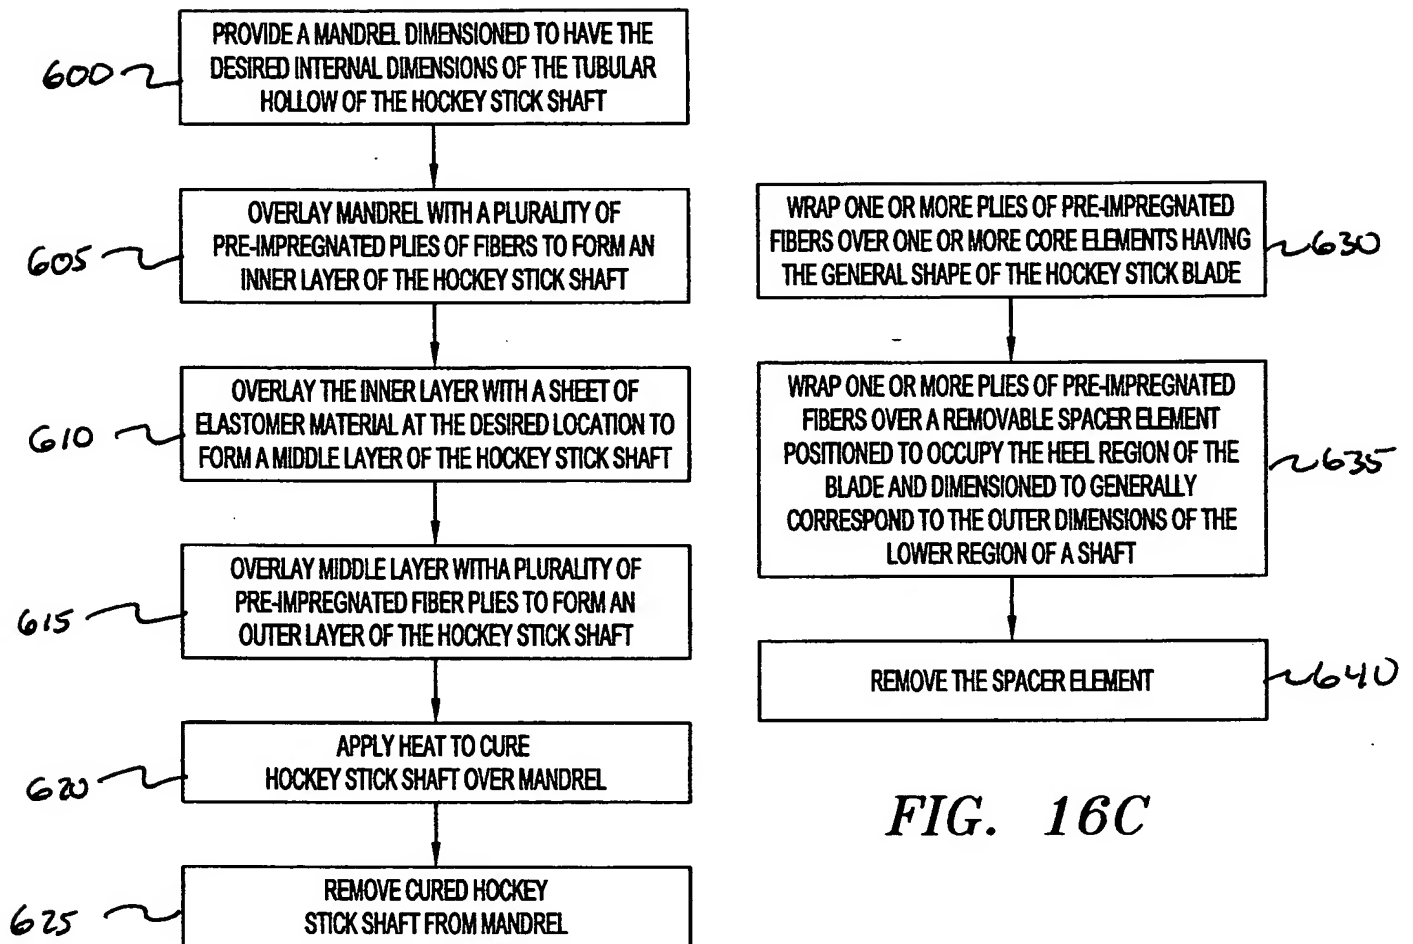 600
PROVIDE A MANDREL DIMENSIONED TO HAVE THE
DESIRED INTERNAL DIMENSIONS OF THE TUBULAR
HOLLOW OF THE HOCKEY STICK SHAFT
605
OVERLAY MANDREL WITH A PLURALITY OF
PRE-IMPREGNATED PLIES OF FIBERS TO FORM AN
INNER LAYER OF THE HOCKEY STICK SHAFT
610
OVERLAY THE INNER LAYER WITH A SHEET OF
ELASTOMER MATERIAL AT THE DESIRED LOCATION TO
FORM A MIDDLE LAYER OF THE HOCKEY STICK SHAFT
615
OVERLAY MIDDLE LAYER WITHA PLURALITY OF
PRE-IMPREGNATED FIBER PLIES TO FORM AN
OUTER LAYER OF THE HOCKEY STICK SHAFT
620
APPLY HEAT TO CURE
HOCKEY STICK SHAFT OVER MANDREL
625
REMOVE CURED HOCKEY
STICK SHAFT FROM MANDREL
WRAP ONE OR MORE PLIES OF PRE-IMPREGNATED
FIBERS OVER ONE OR MORE CORE ELEMENTS HAVING
THE GENERAL SHAPE OF THE HOCKEY STICK BLADE
630
WRAP ONE OR MORE PLIES OF PRE-IMPREGNATED
FIBERS OVER A REMOVABLE SPACER ELEMENT
POSITIONED TO OCCUPY THE HEEL REGION OF THE
BLADE AND DIMENSIONED TO GENERALLY
CORRESPOND TO THE OUTER DIMENSIONS OF THE
LOWER REGION OF A SHAFT
635
REMOVE THE SPACER ELEMENT
640
FIG. 16C